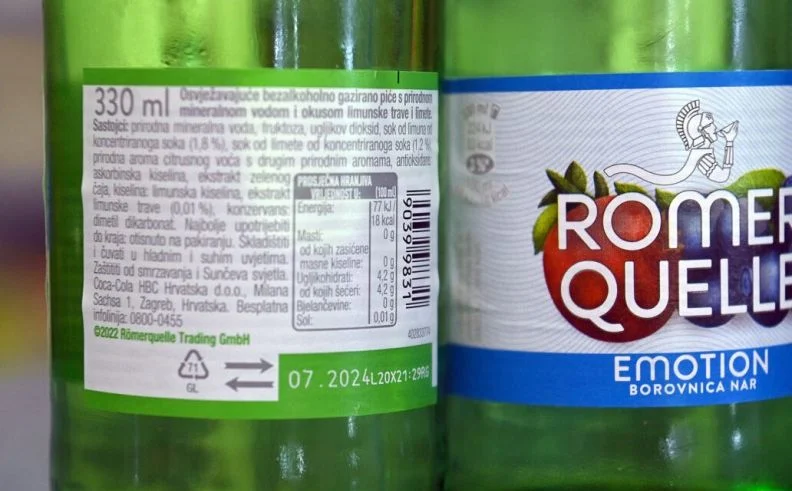 330 ml Osvježavajuće bezalkoholno gazirano piće s prirodnom
mineralnom vodom i okusom limunske trave i limete.
Sastojci: prirodna mineralna voda, fruktoza, ugljikov dioksid, sok od limuna od
koncentriranoga soka (1,8 %), sok od limete od koncentriranoga soka (1,2 %),
prirodna aroma citrusnog voća s drugim prirodnim aromama, antioksidans:
askorbinska kiselina, ekstrakt zelenog
čaja, kiselina: limunska kiselina, ekstrakt
limunske trave (0,01 %), konzervans:
dimetil dikarbonat. Najbolje upotrijebiti
do kraja: otisnuto na pakiranju. Skladištiti
i čuvati u hladnim i suhim uvjetima.
Zaštititi od smrzavanja i Sunčeva svjetla.
Coca-Cola HBC Hrvatska d.o.o., Milana
Sachsa 1, Zagreb, Hrvatska. Besplatna
infolinija: 0800-0455
©2022 Römerquelle Trading GmbH
PROSJEČNA HRANJIVA
VRIJEDNOST U: (100 ml)
Energija: 77 kJ /
18 kcal
Masti: 0 g
od kojih zasićene
masne kiseline: 0 g
Ugljikohidrati: 4,2 g
od kojih šećeri: 4,2 g
Bjelančevine: 0 g
Sol: 0,01 g
90399831
71
GL
07.2024L20X21:29RG
RÖMER
QUELLE
EMOTION
BOROVNICA NAR